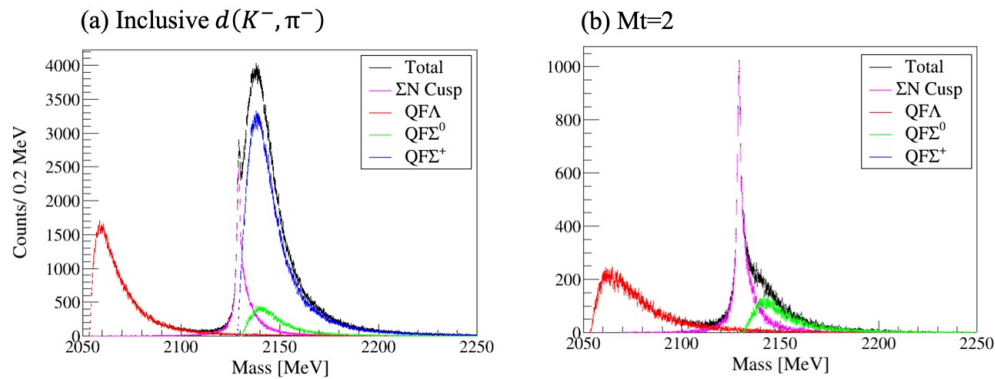 (a) Inclusive d(K⁻, π⁻)
Counts/ 0.2 MeV
4000
3500
3000
2500
2000
1500
1000
500
0
2050
2100
2150
2200
2250
Mass [MeV]
Total
ΣN Cusp
QFΛ
QFΣ⁰
QFΣ⁺
(b) Mt=2
1000
800
600
400
200
0
2050
2100
2150
2200
2250
Mass [MeV]
Total
ΣN Cusp
QFΛ
QFΣ⁰
QFΣ⁺